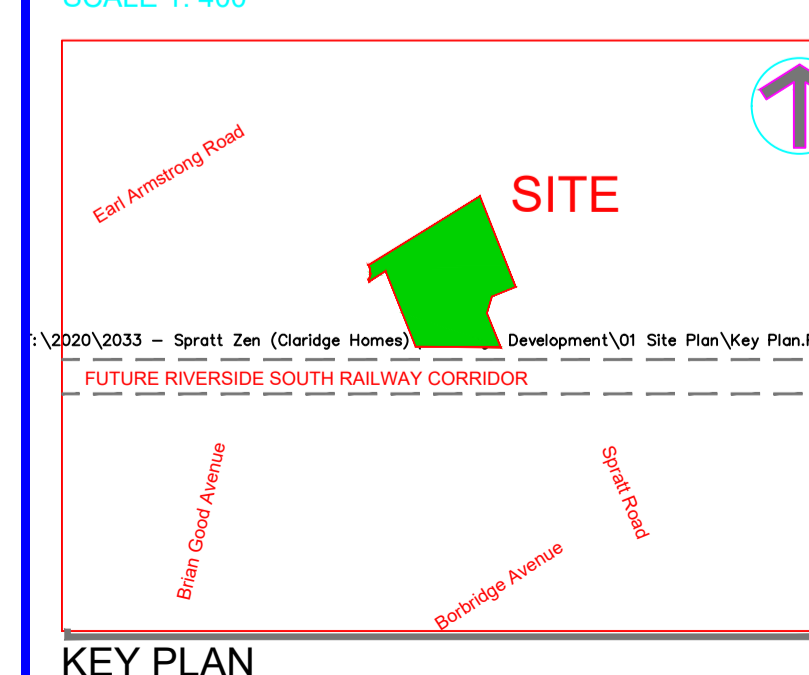 SCALE 1: 400
Earl Armstrong Road
SITE
:\2020\2033 – Spratt Zen (Claridge Homes)
Development\01 Site Plan\Key Plan.
FUTURE RIVERSIDE SOUTH RAILWAY CORRIDOR
Brian Good Avenue
Spratt Road
Borbridge Avenue
KEY PLAN